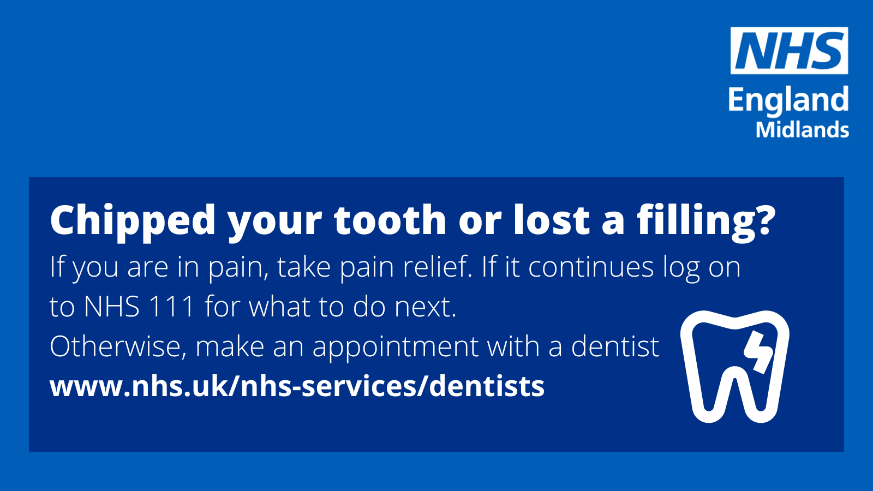 NHS
England
Midlands
Chipped your tooth or lost a filling?
If you are in pain, take pain relief. If it continues log on
to NHS 111 for what to do next.
Otherwise, make an appointment with a dentist
www.nhs.uk/nhs-services/dentists